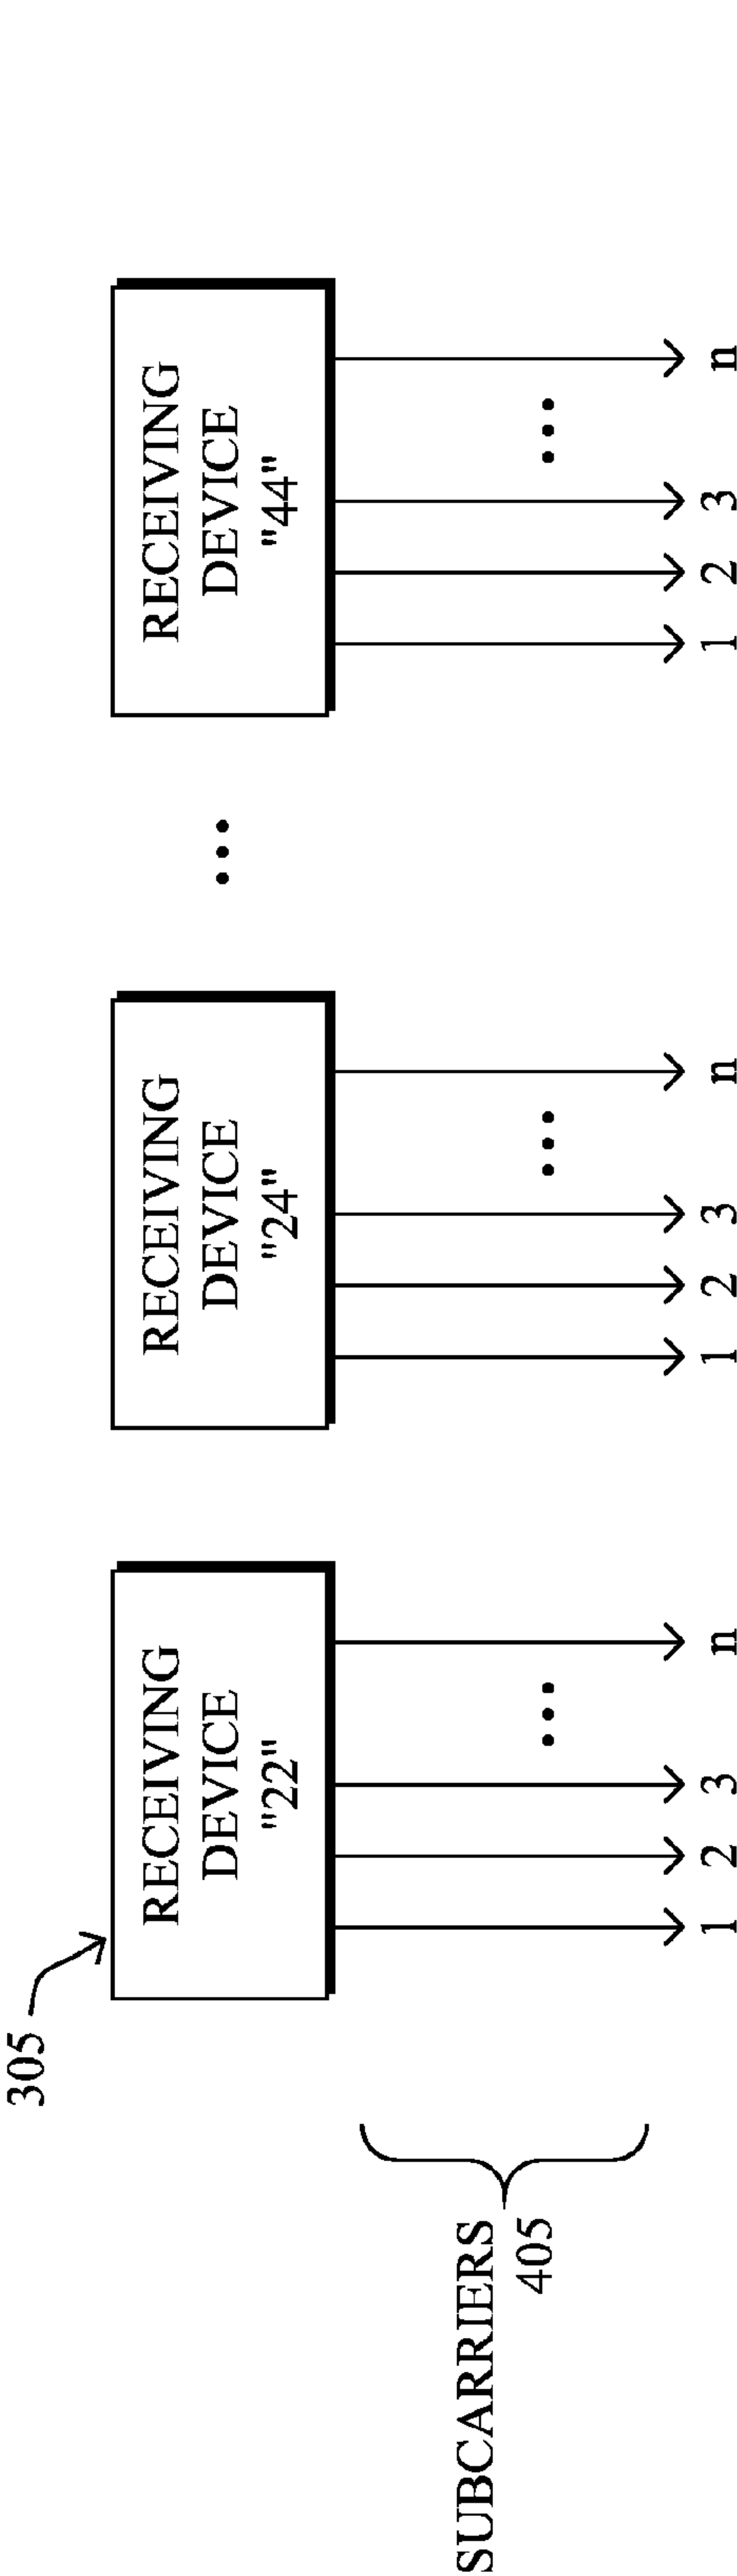 305
RECEIVING
DEVICE
"22"
RECEIVING
DEVICE
"24"
...
RECEIVING
DEVICE
"44"
SUBCARRIERS
405
...
...
...
1 2 3 n
1 2 3 n
1 2 3 n